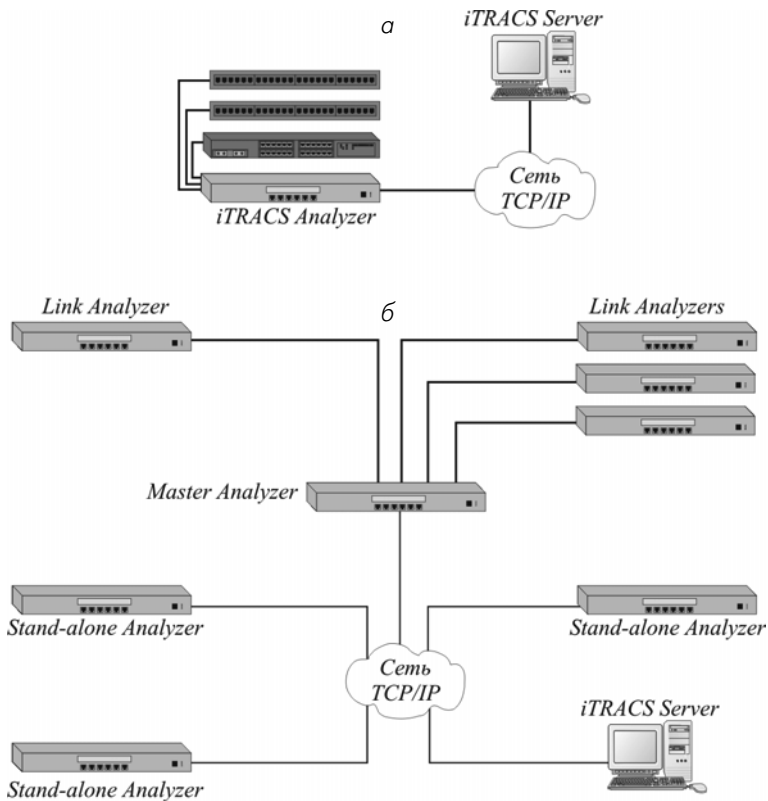 а
iTRACS Server
Сеть
TCP/IP
iTRACS Analyzer
б
Link Analyzer
Link Analyzers
Master Analyzer
Stand-alone Analyzer
Stand-alone Analyzer
Сеть
TCP/IP
iTRACS Server
Stand-alone Analyzer